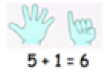 5 + 1 = 6